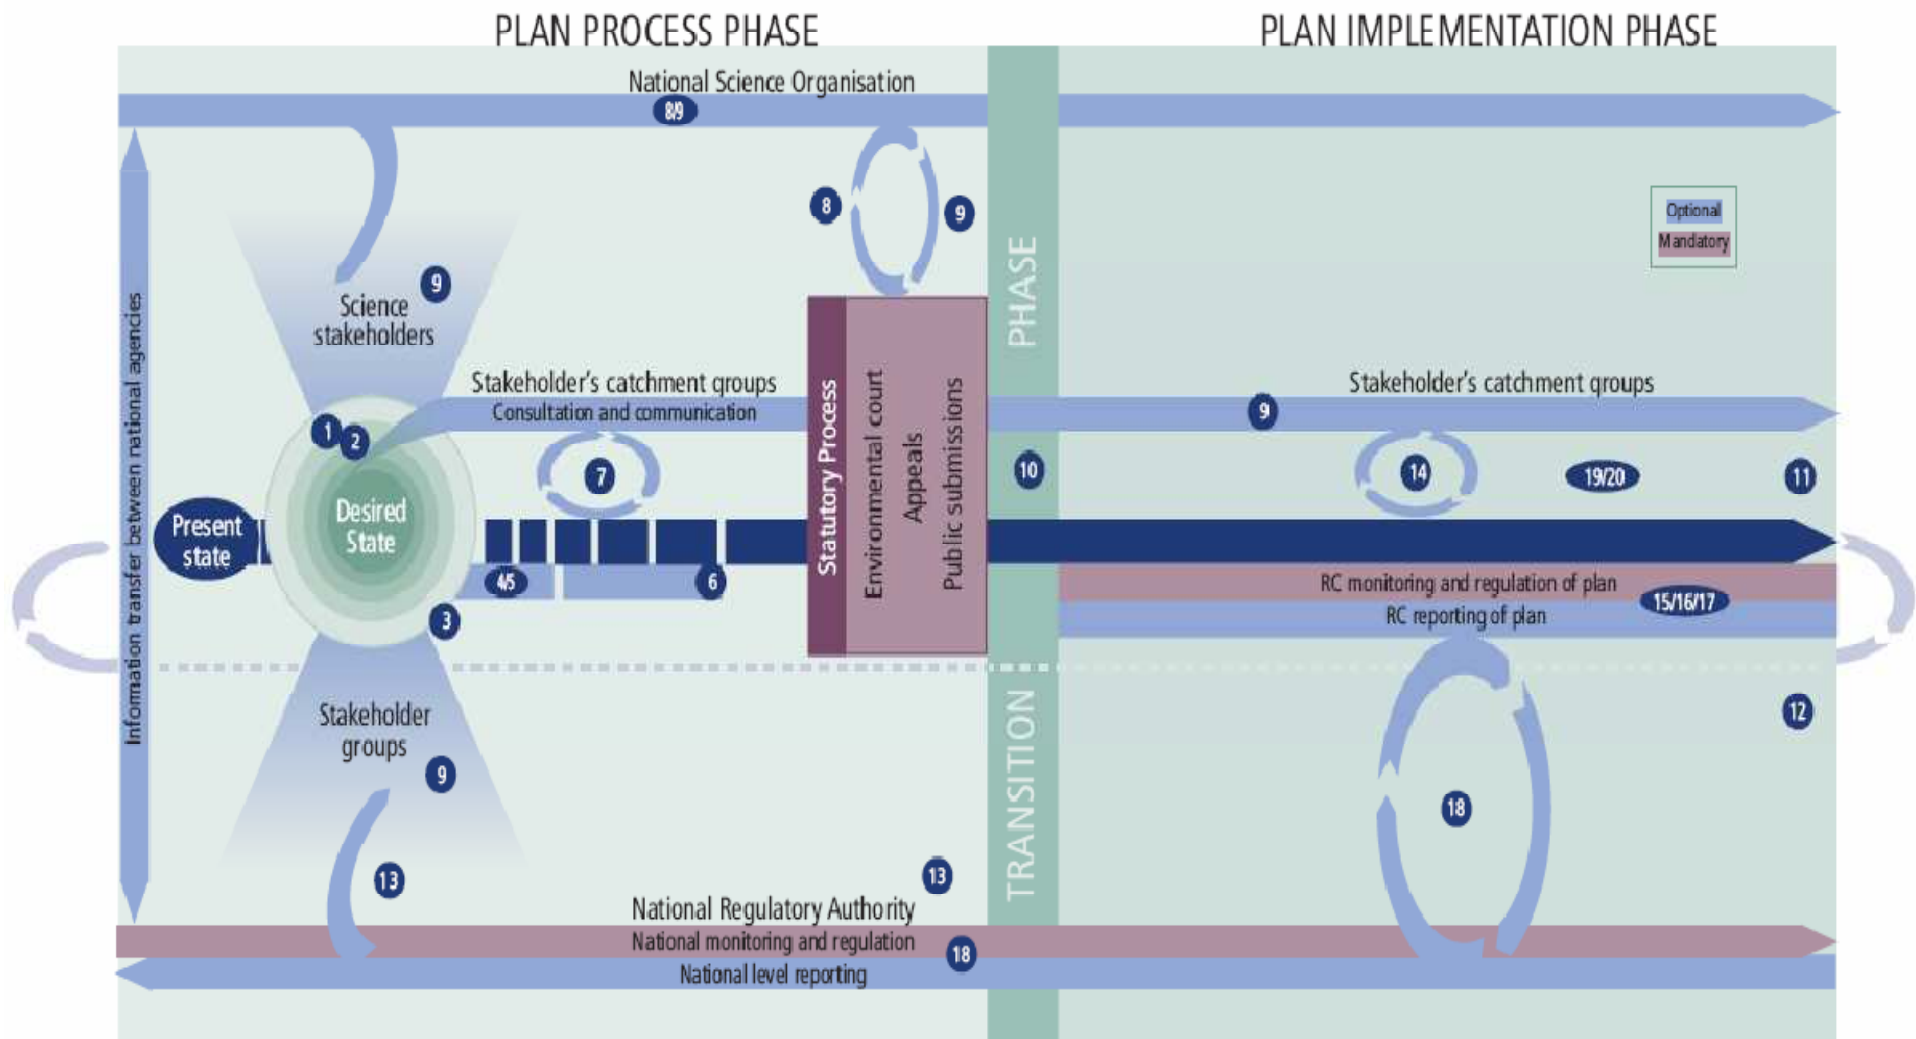 PLAN PROCESS PHASE
PLAN IMPLEMENTATION PHASE
National Science Organisation
8/9
8
9
Optional
Mandatory
9
Science
stakeholders
Information transfer between national agencies
Stakeholder's catchment groups
Consultation and communication
1
2
7
Present
state
Desired
State
4/5
6
3
Statutory Process
Environmental court
Appeals
Public submissions
TRANSITION PHASE
10
Stakeholder's catchment groups
9
14
19/20
11
RC monitoring and regulation of plan
RC reporting of plan
15/16/17
12
18
Stakeholder
groups
9
13
13
National Regulatory Authority
National monitoring and regulation
18
National level reporting